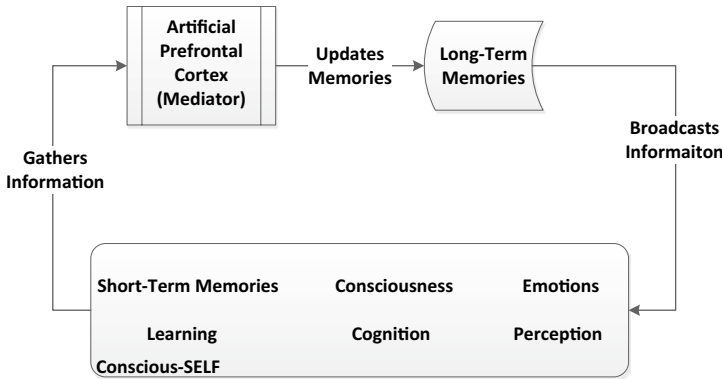 Artificial
Prefrontal
Cortex
(Mediator)
Updates
Memories
Long-Term
Memories
Broadcasts
Informaiton
Gathers
Information
Short-Term Memories
Consciousness
Emotions
Learning
Cognition
Perception
Conscious-SELF